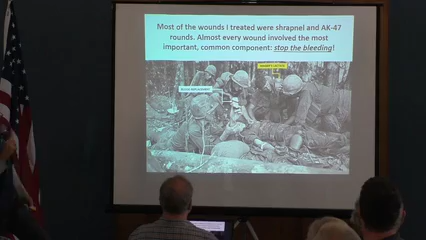 Most of the wounds I treated were shrapnel and AK-47
rounds. Almost every wound involved the most
important, common component: stop the bleeding!